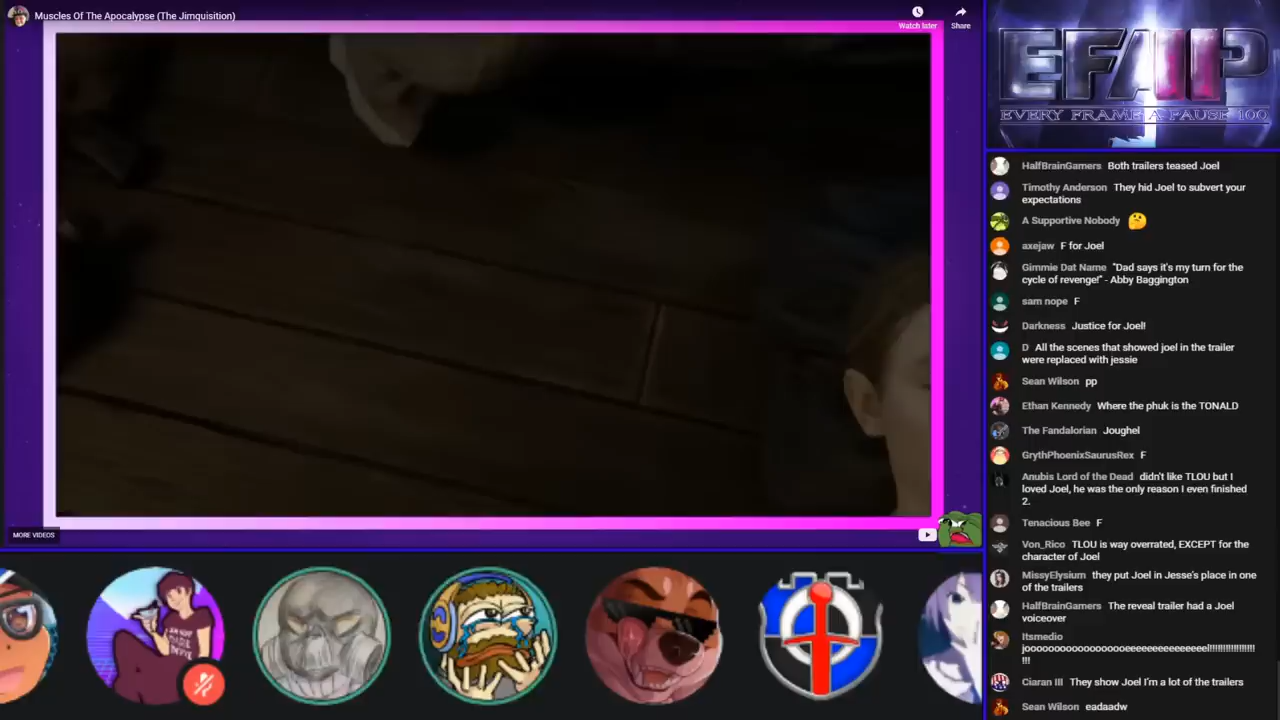 Muscles Of The Apocalypse (The Jimquisition)
Watch later
Share
MORE VIDEOS
EFAP
EVERY FRAME A PAUSE 100
HalfBrainGamers Both trailers teased Joel
Timothy Anderson They hid Joel to subvert your
expectations
A Supportive Nobody 🤔
axejaw F for Joel
Gimmie Dat Name "Dad says it's my turn for the
cycle of revenge!" - Abby Baggington
sam nope F
Darkness Justice for Joel!
D All the scenes that showed joel in the trailer
were replaced with jessie
Sean Wilson pp
Ethan Kennedy Where the phuk is the TONALD
The Fandalorian Joughel
GrythPhoenixSaurusRex F
Anubis Lord of the Dead didn't like TLOU but I
loved Joel, he was the only reason I even finished
2.
Tenacious Bee F
Von_Rico TLOU is way overrated, EXCEPT for the
character of Joel
MissyElysium they put Joel in Jesse's place in one
of the trailers
HalfBrainGamers The reveal trailer had a Joel
voiceover
Itsmedio
Ciaran III They show Joel I'm a lot of the trailers
Sean Wilson eadaadw